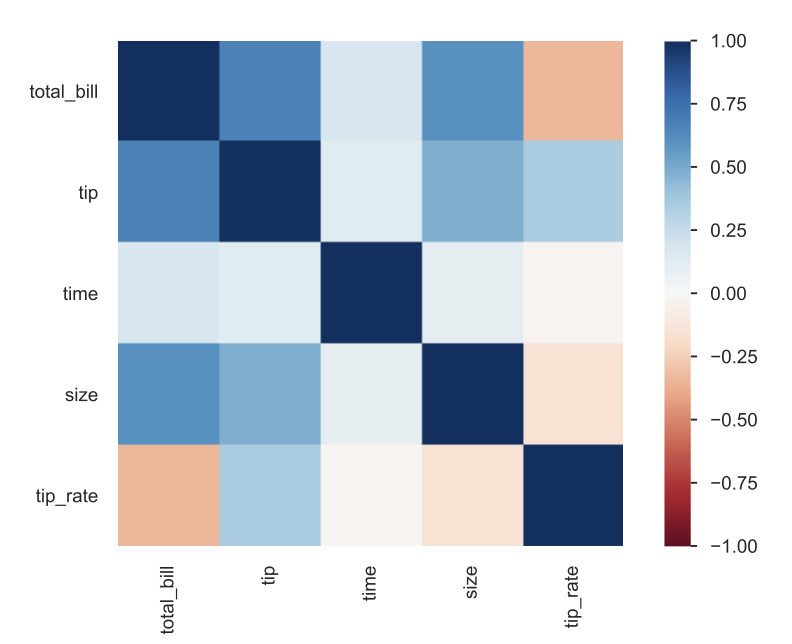 total_bill
tip
time
size
tip_rate
total_bill
tip
time
size
tip_rate
1.00
0.75
0.50
0.25
0.00
−0.25
−0.50
−0.75
−1.00